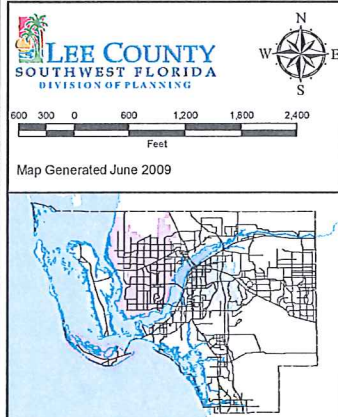 LEE COUNTY
SOUTHWEST FLORIDA
DIVISION OF PLANNING
N
W E
S
600 300 0 600 1,200 1,800 2,400
Feet
Map Generated June 2009